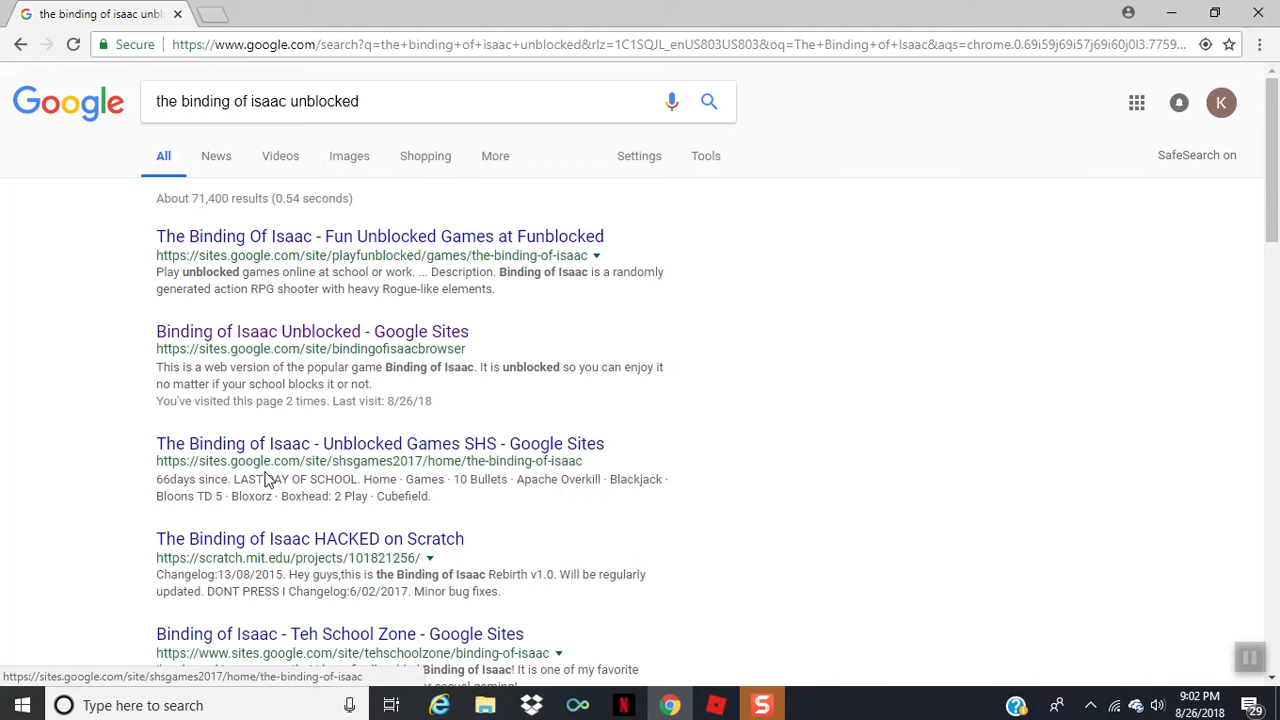 the binding of isaac unbl
Secure
https://www.google.com/search?q=the+binding+of+isaac+unblocked&rlz=1C1SQJL_enUS803US803&oq=The+Binding+of+Isaac&aqs=chrome.0.69i59j69i57j69i60j0l3.7759...
Google
the binding of isaac unblocked
K
All News Videos Images Shopping More Settings Tools
SafeSearch on
About 71,400 results (0.54 seconds)
The Binding Of Isaac - Fun Unblocked Games at Funblocked
https://sites.google.com/site/playfunblocked/games/the-binding-of-isaac
Play unblocked games online at school or work. ... Description. Binding of Isaac is a randomly
generated action RPG shooter with heavy Rogue-like elements.
Binding of Isaac Unblocked - Google Sites
https://sites.google.com/site/bindingofisaacbrowser
This is a web version of the popular game Binding of Isaac. It is unblocked so you can enjoy it
no matter if your school blocks it or not.
You've visited this page 2 times. Last visit: 8/26/18
The Binding of Isaac - Unblocked Games SHS - Google Sites
https://sites.google.com/site/shsgames2017/home/the-binding-of-isaac
66days since. LAST DAY OF SCHOOL. Home · Games · 10 Bullets · Apache Overkill · Blackjack ·
Bloons TD 5 · Bloxorz · Boxhead: 2 Play · Cubefield.
The Binding of Isaac HACKED on Scratch
https://scratch.mit.edu/projects/101821256/
Changelog:13/08/2015. Hey guys,this is the Binding of Isaac Rebirth v1.0. Will be regularly
updated. DONT PRESS I Changelog:6/02/2017. Minor bug fixes.
Binding of Isaac - Teh School Zone - Google Sites
https://www.sites.google.com/site/tehschoolzone/binding-of-isaac
Binding of Isaac! It is one of my favorite
https://sites.google.com/site/shsgames2017/home/the-binding-of-isaac
Type here to search
9:02 PM
8/26/2018
29